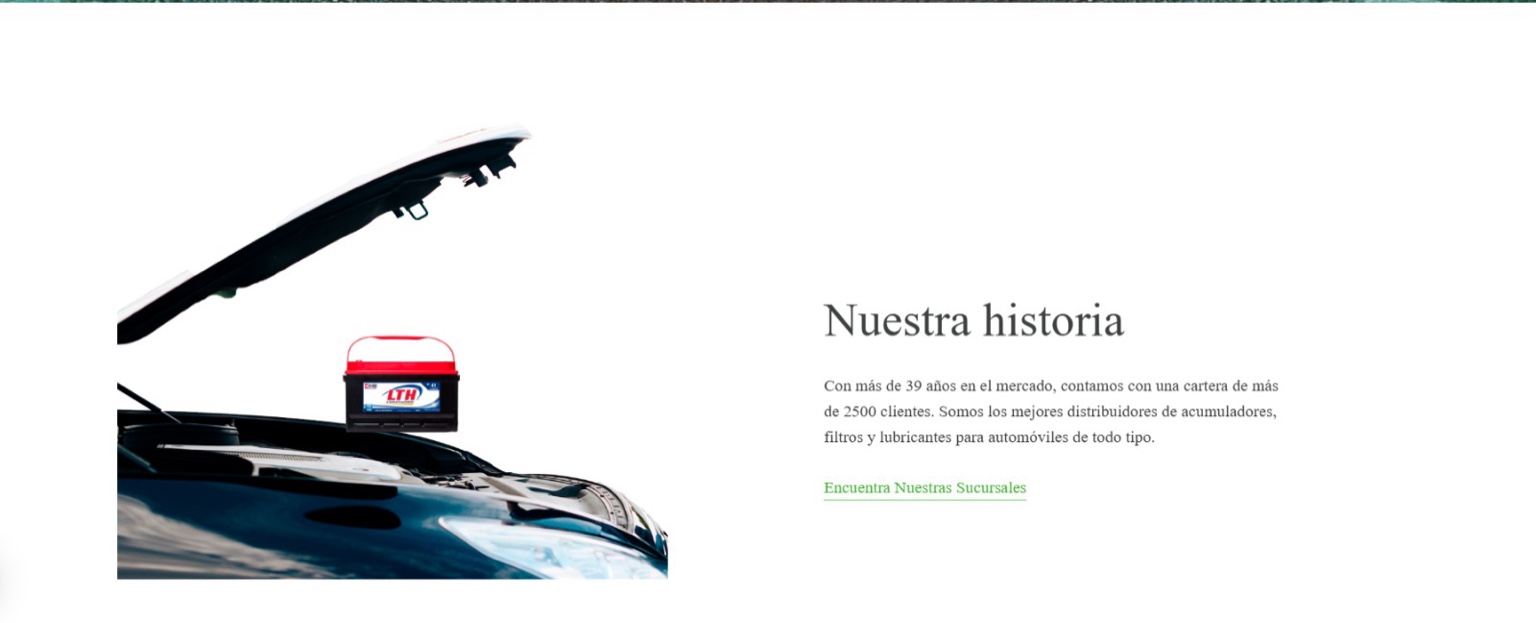 LTH
Nuestra historia
Con más de 39 años en el mercado, contamos con una cartera de más
de 2500 clientes. Somos los mejores distribuidores de acumuladores,
filtros y lubricantes para automóviles de todo tipo.
Encuentra Nuestras Sucursales